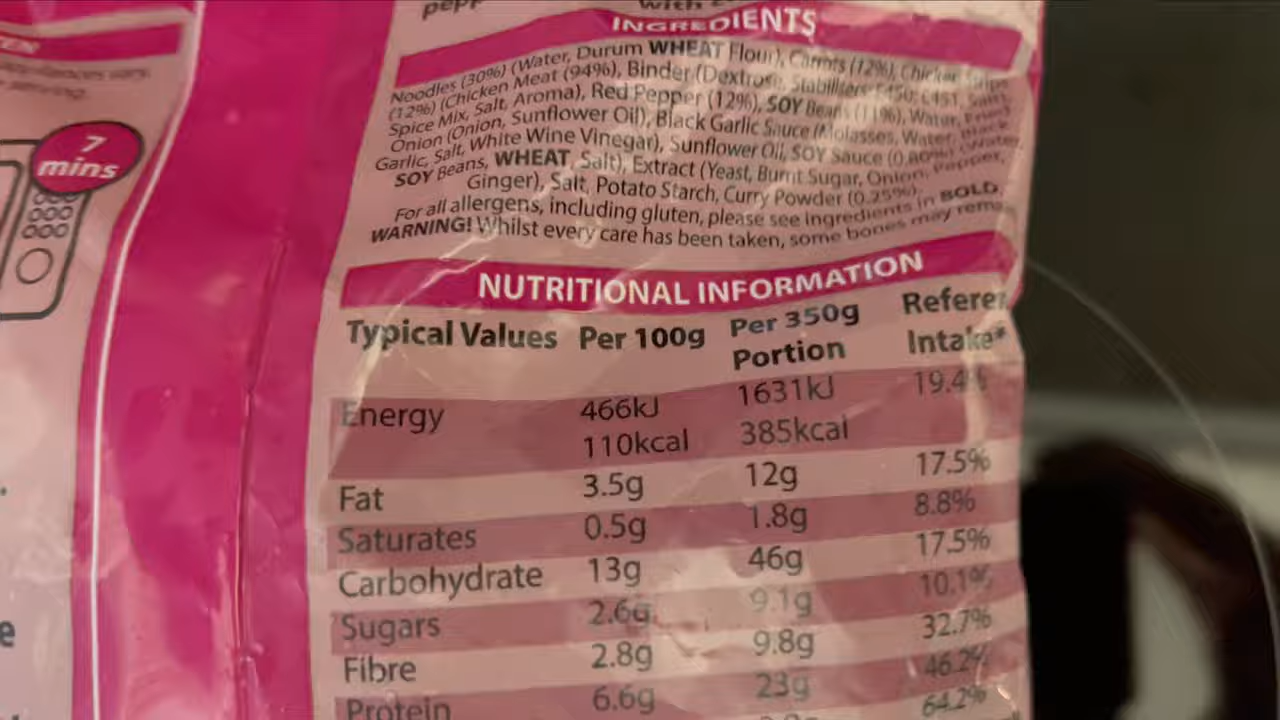 with
INGREDIENTS
Noodles (30%) (Water, Durum WHEAT Flour), Carrots (12%), Chicken Strips
(12%) (Chicken Meat (94%), Binder (Dextrose, Stabilisers: E450, E451, Salt,
Spice Mix, Salt, Aroma), Red Pepper (12%), SOY Beans (11%), Water, Fried
Onion (Onion, Sunflower Oil), Black Garlic Sauce (Molasses, Water, Black
Garlic, Salt, White Wine Vinegar), Sunflower Oil, SOY Sauce (0.80%) (Water,
SOY Beans, WHEAT, Salt), Extract (Yeast, Burnt Sugar, Onion, Pepper,
Ginger), Salt, Potato Starch, Curry Powder (0.25%).
For all allergens, including gluten, please see ingredients in BOLD.
WARNING! Whilst every care has been taken, some bones may
7
mins
NUTRITIONAL INFORMATION
Typical Values Per 100g Per 350g Portion Intake*
Energy 466kJ 1631kJ
110kcal 385kcal
Fat 3.5g 12g 17.5%
Saturates 0.5g 1.8g 8.8%
Carbohydrate 13g 46g 17.5%
Sugars 2.6g 9.1g 10.1%
Fibre 2.8g 9.8g 32.7%
Protein 6.6g 23g 46.2%
64.2%